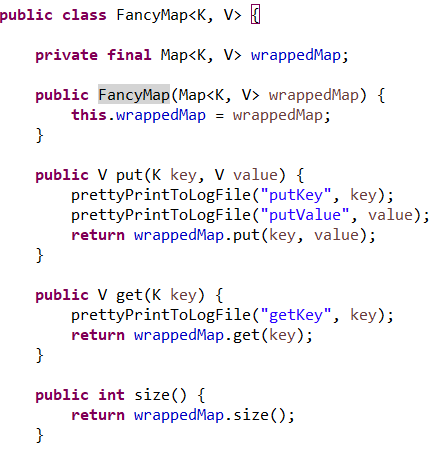 public class FancyMap<K, V> {
private final Map<K, V> wrappedMap;
public FancyMap(Map<K, V> wrappedMap) {
this.wrappedMap = wrappedMap;
}
public V put(K key, V value) {
prettyPrintToLogFile("putKey", key);
prettyPrintToLogFile("putValue", value);
return wrappedMap.put(key, value);
}
public V get(K key) {
prettyPrintToLogFile("getKey", key);
return wrappedMap.get(key);
}
public int size() {
return wrappedMap.size();
}